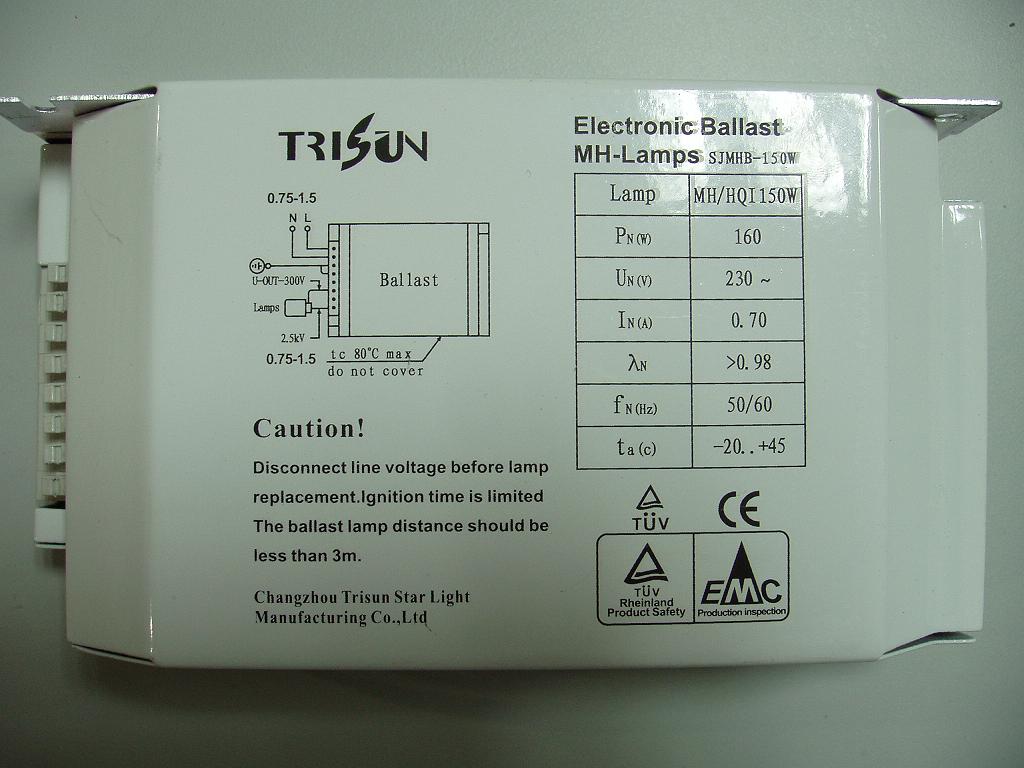 TRISUN
0.75-1.5
N L
U-OUT-300V
Lamps
2.5kV
0.75-1.5
Ballast
tc 80°C max
do not cover
Caution!
Disconnect line voltage before lamp
replacement.Ignition time is limited
The ballast lamp distance should be
less than 3m.
Changzhou Trisun Star Light
Manufacturing Co.,Ltd
Electronic Ballast
MH-Lamps SJMHB-150W
Lamp MH/HQI150W
PN(W) 160
UN(V) 230 ~
IN(A) 0.70
λN >0.98
fN(Hz) 50/60
ta(c) -20..+45
TÜV CE
TÜV
Rheinland
Product Safety
EMC
Production inspection